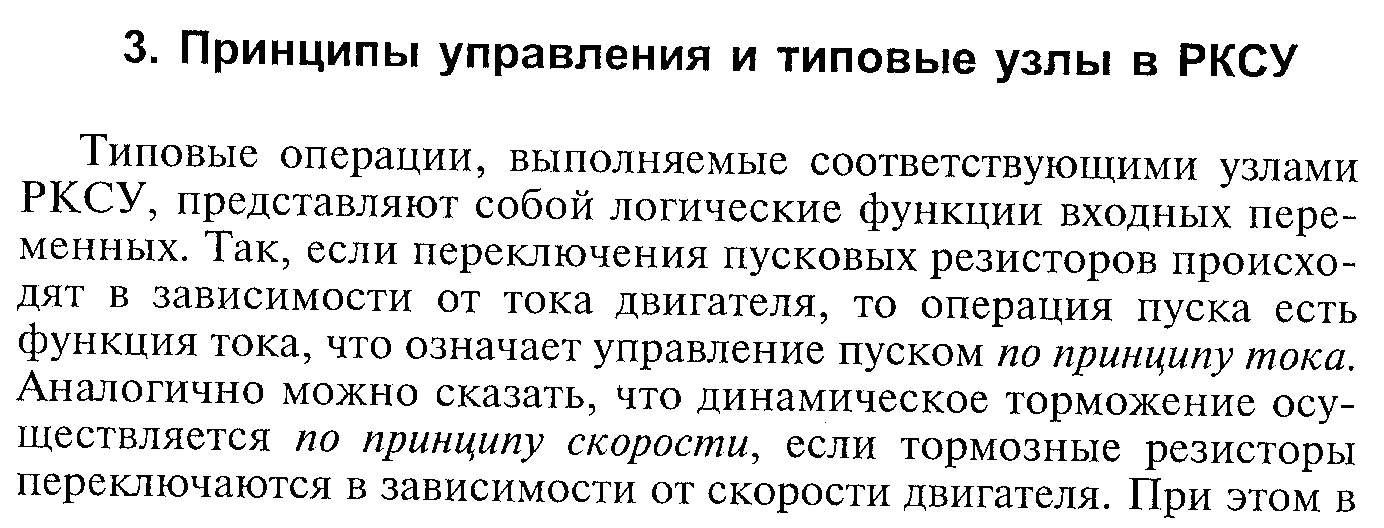 3. Принципы управления и типовые узлы в РКСУ
Типовые операции, выполняемые соответствующими узлами
РКСУ, представляют собой логические функции входных пере-
менных. Так, если переключения пусковых резисторов происхо-
дят в зависимости от тока двигателя, то операция пуска есть
функция тока, что означает управление пуском по принципу тока.
Аналогично можно сказать, что динамическое торможение осу-
ществляется по принципу скорости, если тормозные резисторы
переключаются в зависимости от скорости двигателя. При этом в